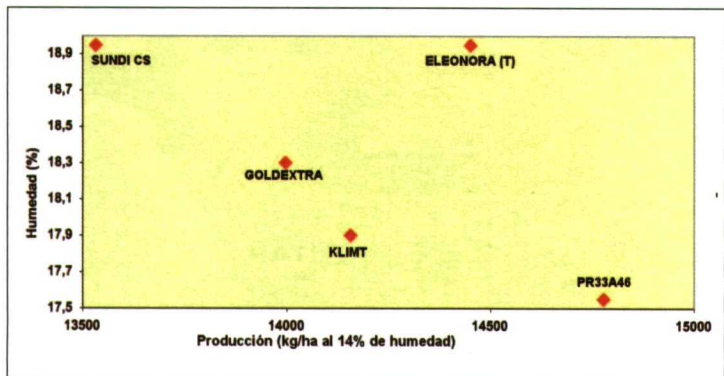 18,9
SUNDI CS
ELEONORA (T)
18,7
18,5
18,3
GOLDEXTRA
18,1
17,9
KLIMT
17,7
PR33A46
17,5
13500
14000
14500
15000
Humedad (%)
Producción (kg/ha al 14% de humedad)